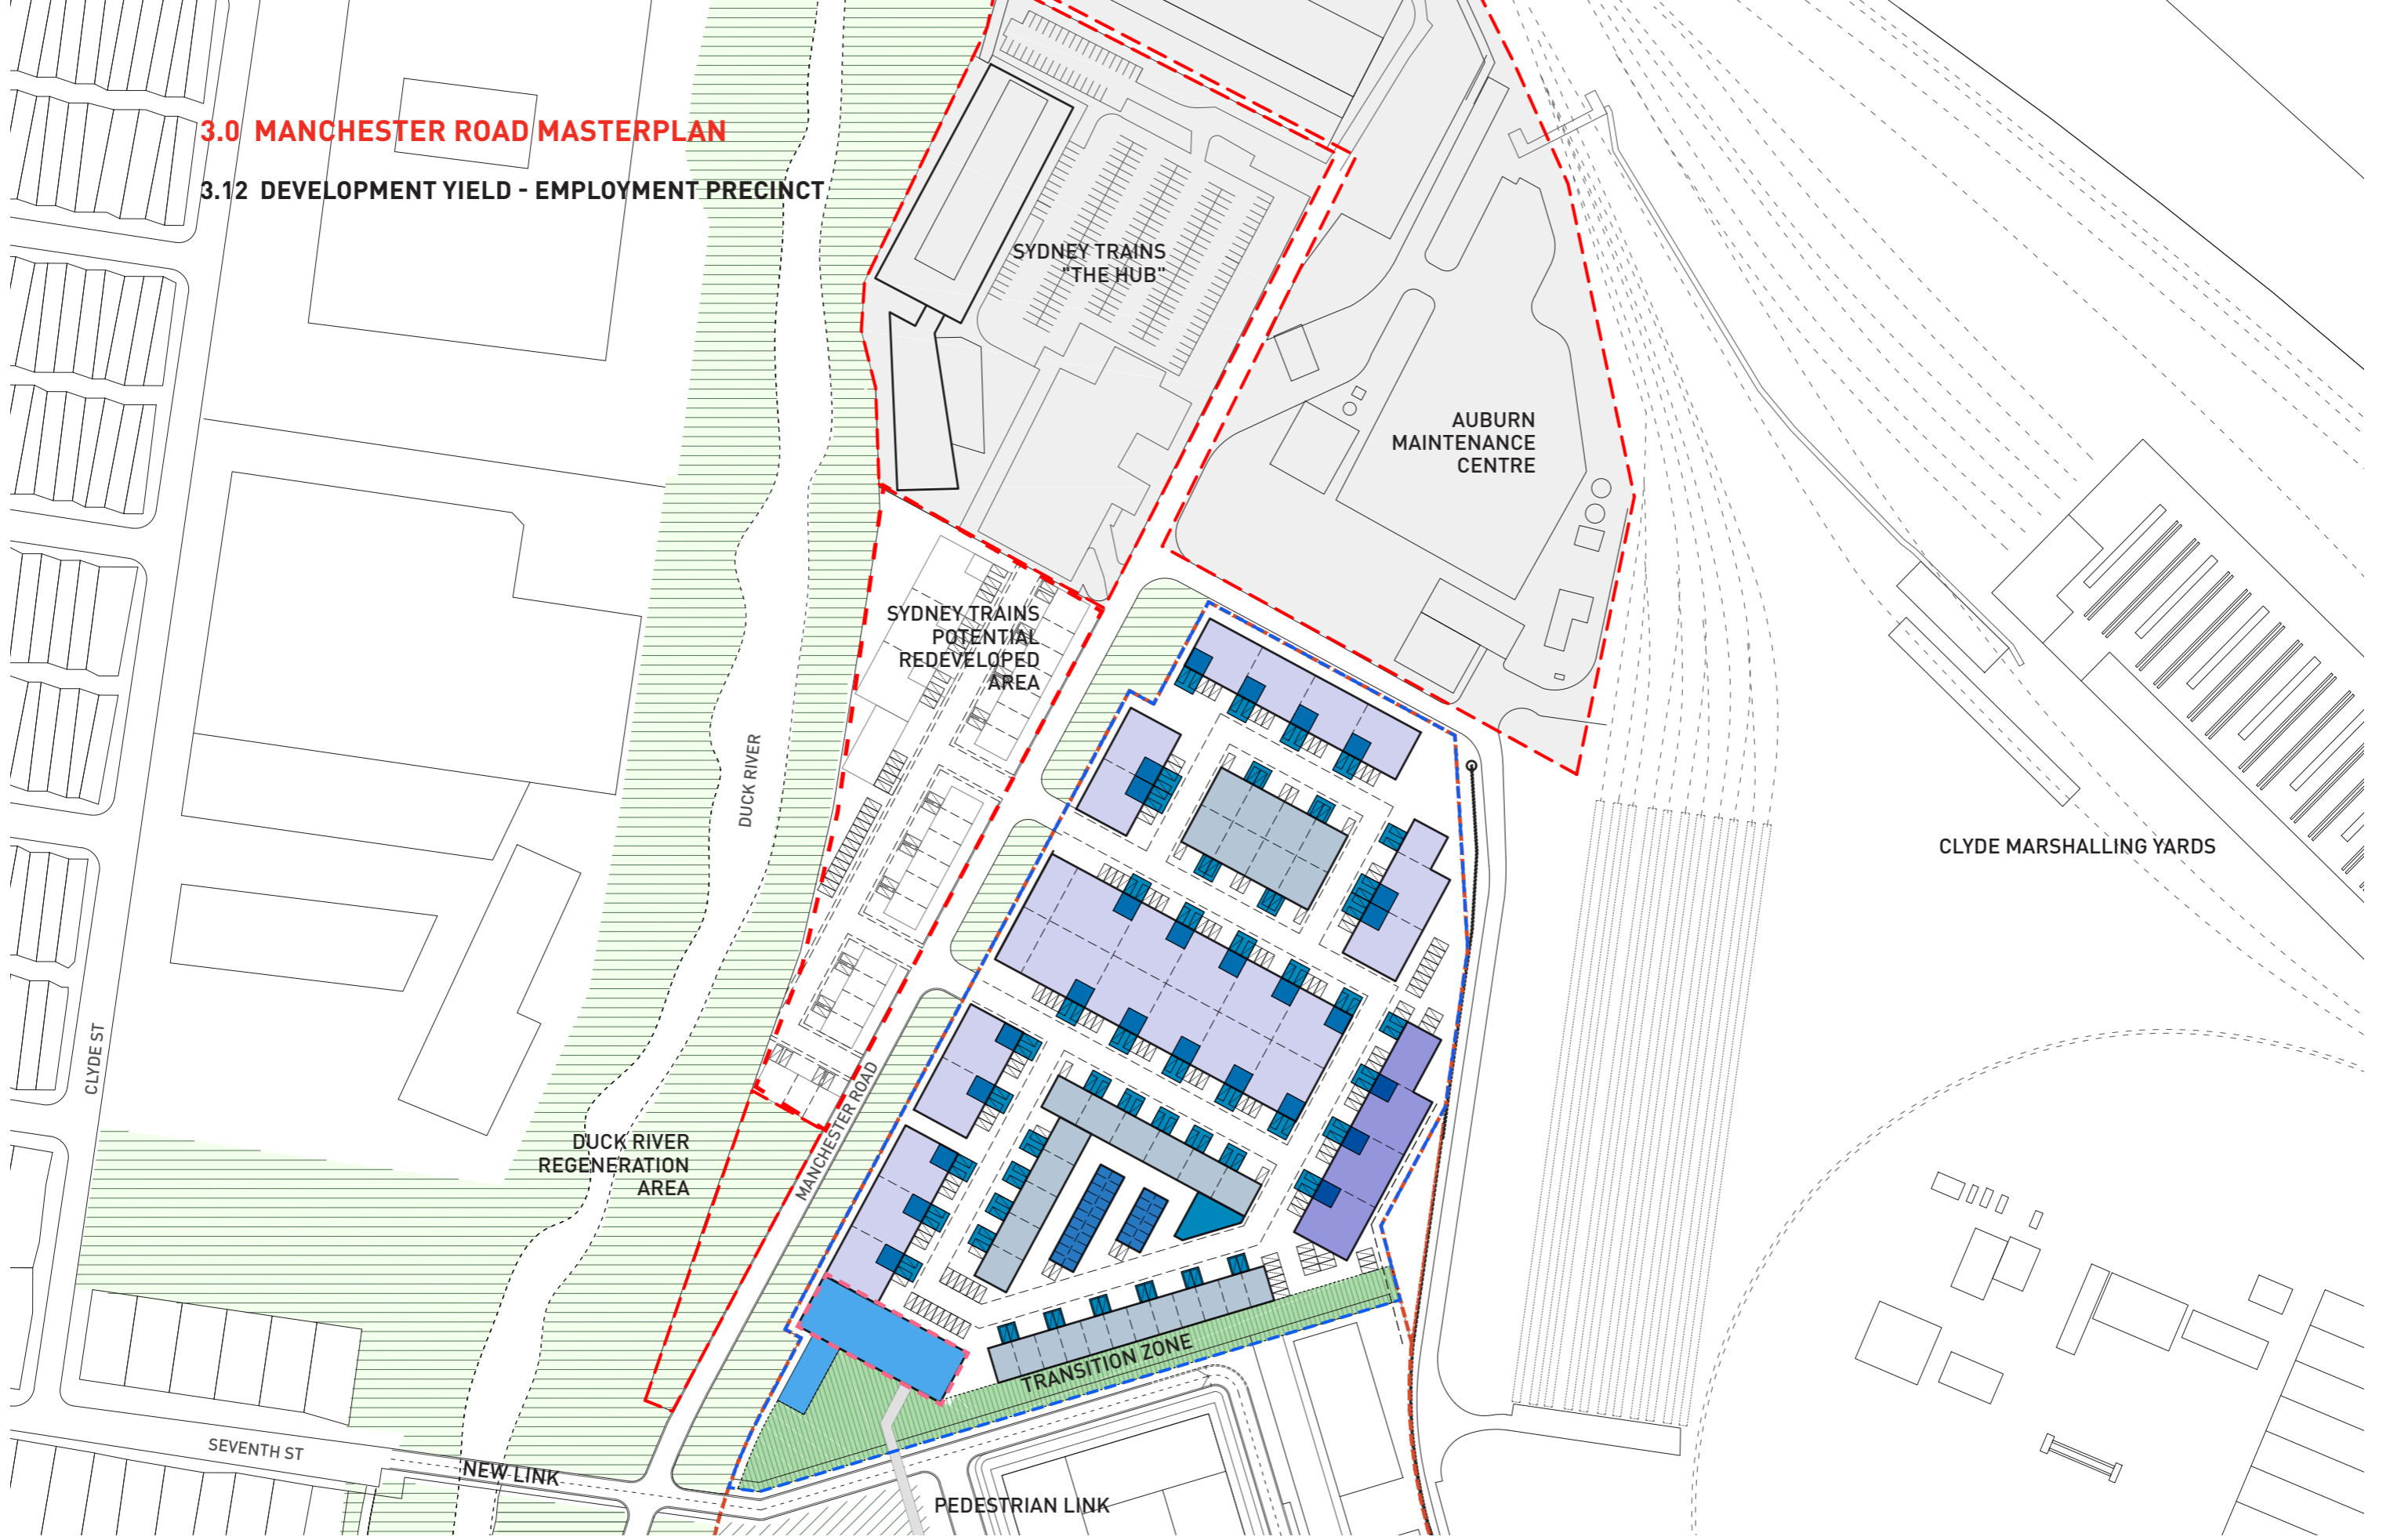 3.0 MANCHESTER ROAD MASTERPLAN
3.12 DEVELOPMENT YIELD - EMPLOYMENT PRECINCT
SYDNEY TRAINS
"THE HUB"
AUBURN
MAINTENANCE
CENTRE
SYDNEY TRAINS
POTENTIAL
REDEVELOPED
AREA
DUCK RIVER
CLYDE MARSHALLING YARDS
CLYDE ST
MANCHESTER ROAD
DUCK RIVER
REGENERATION
AREA
TRANSITION ZONE
SEVENTH ST
NEW LINK
PEDESTRIAN LINK